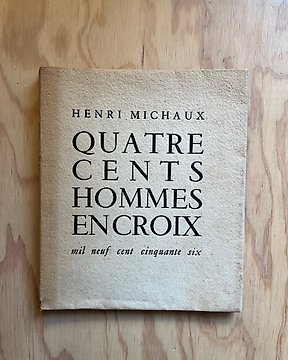 HENRI MICHAUX
QUATRE
CENTS
HOMMES
EN CROIX
mil neuf cent cinquante six